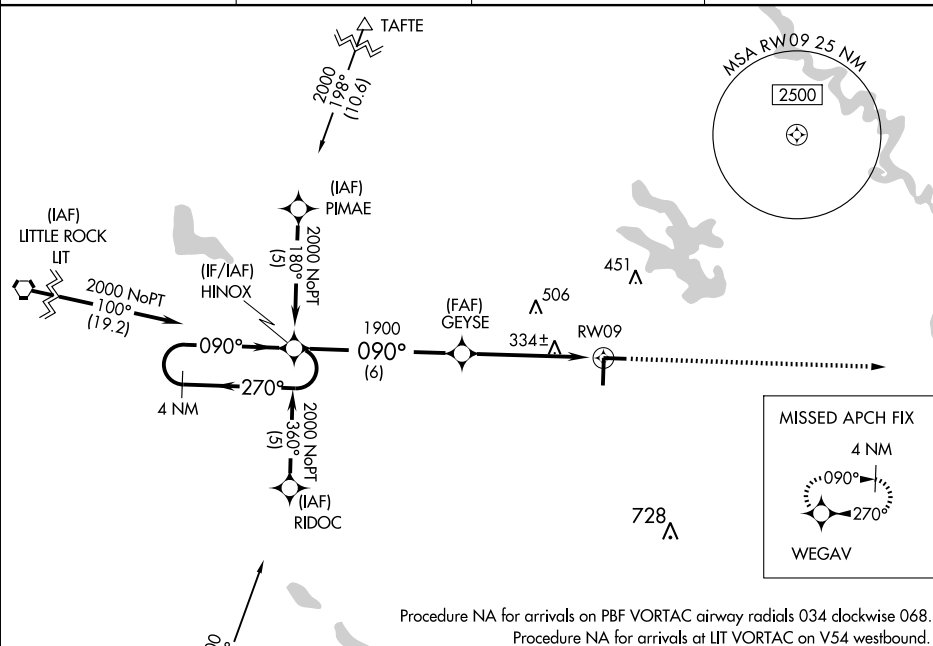 TAFTE
2000
198°
(10.6)
MSA RW09 25 NM
2500
(IAF)
PIMAE
2000 NoPT
180°
(5)
(IAF)
LITTLE ROCK
LIT
2000 NoPT
100°
(19.2)
(IF/IAF)
HINOX
090°
270°
4 NM
1900
090°
(6)
(FAF)
GEYSE
506
451
334±
RW09
2000 NoPT
360°
(5)
(IAF)
RIDOC
728
MISSED APCH FIX
4 NM
090°
270°
WEGAV
Procedure NA for arrivals on PBF VORTAC airway radials 034 clockwise 068.
Procedure NA for arrivals at LIT VORTAC on V54 westbound.